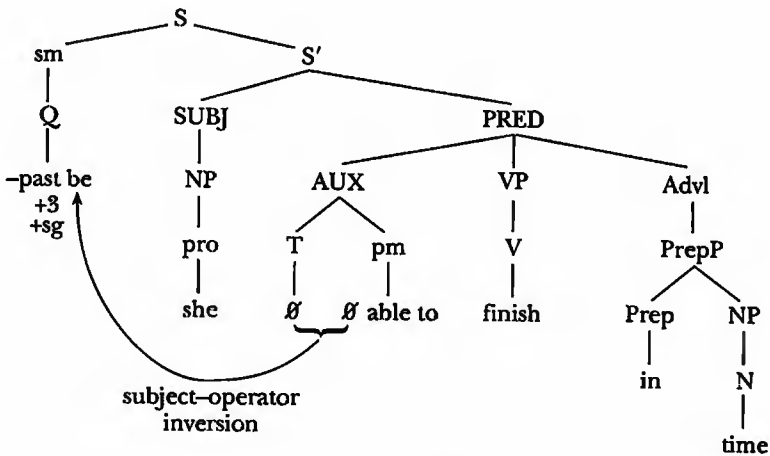 S
sm S′
Q SUBJ PRED
–past be NP AUX VP Advl
+3
+sg
pro T pm V PrepP
she Ø Ø able to finish Prep NP
in N
subject–operator
inversion
time